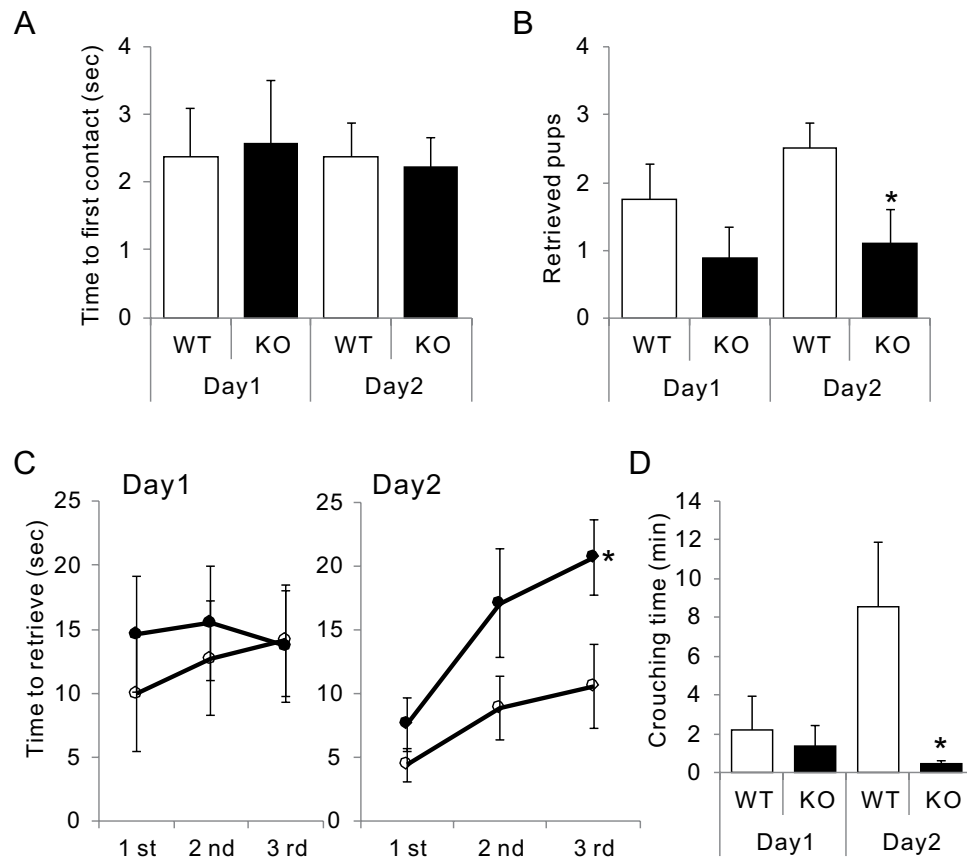 A
Time to first contact (sec)
4
3
2
1
0
WT KO WT KO
Day1 Day2
B
Retrieved pups
4
3
2
1
0
*
WT KO WT KO
Day1 Day2
C
Time to retrieve (sec)
Day1
25
20
15
10
5
0
1 st 2 nd 3 rd
Day2
25
20
15
10
5
0
*
1 st 2 nd 3 rd
D
Crouching time (min)
14
12
10
8
6
4
2
0
*
WT KO WT KO
Day1 Day2